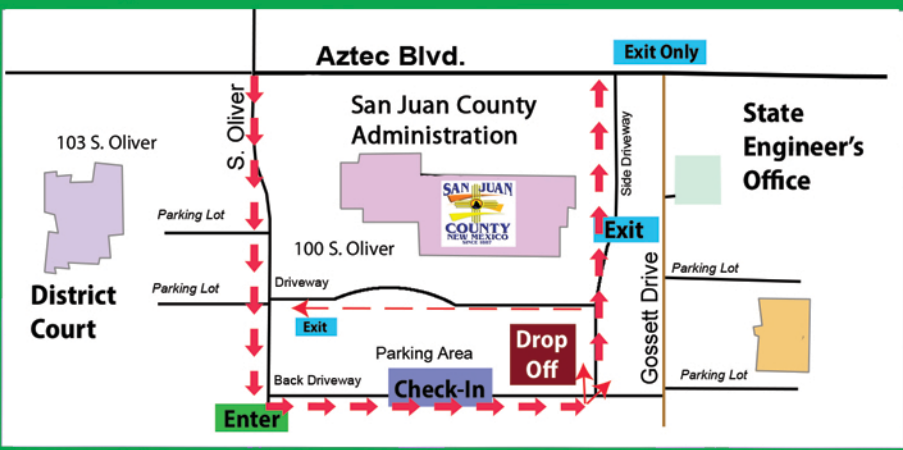 Exit Only
Aztec Blvd.
S. Oliver
San Juan County
Administration
Side Driveway
State
Engineer's
Office
103 S. Oliver
SAN JUAN
COUNTY
NEW MEXICO
SINCE 1887
Parking Lot
Exit
100 S. Oliver
Gossett Drive
Parking Lot
Driveway
Parking Lot
District
Court
Exit
Drop
Off
Parking Area
Parking Lot
Back Driveway
Check-In
Enter